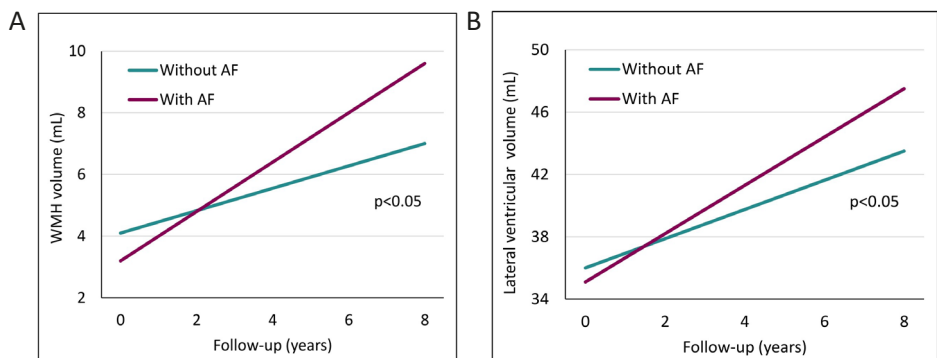 A
WMH volume (mL)
10
8
6
4
2
Without AF
With AF
p<0.05
0 2 4 6 8
Follow-up (years)
B
Lateral ventricular volume (mL)
50
46
42
38
34
Without AF
With AF
p<0.05
0 2 4 6 8
Follow-up (years)